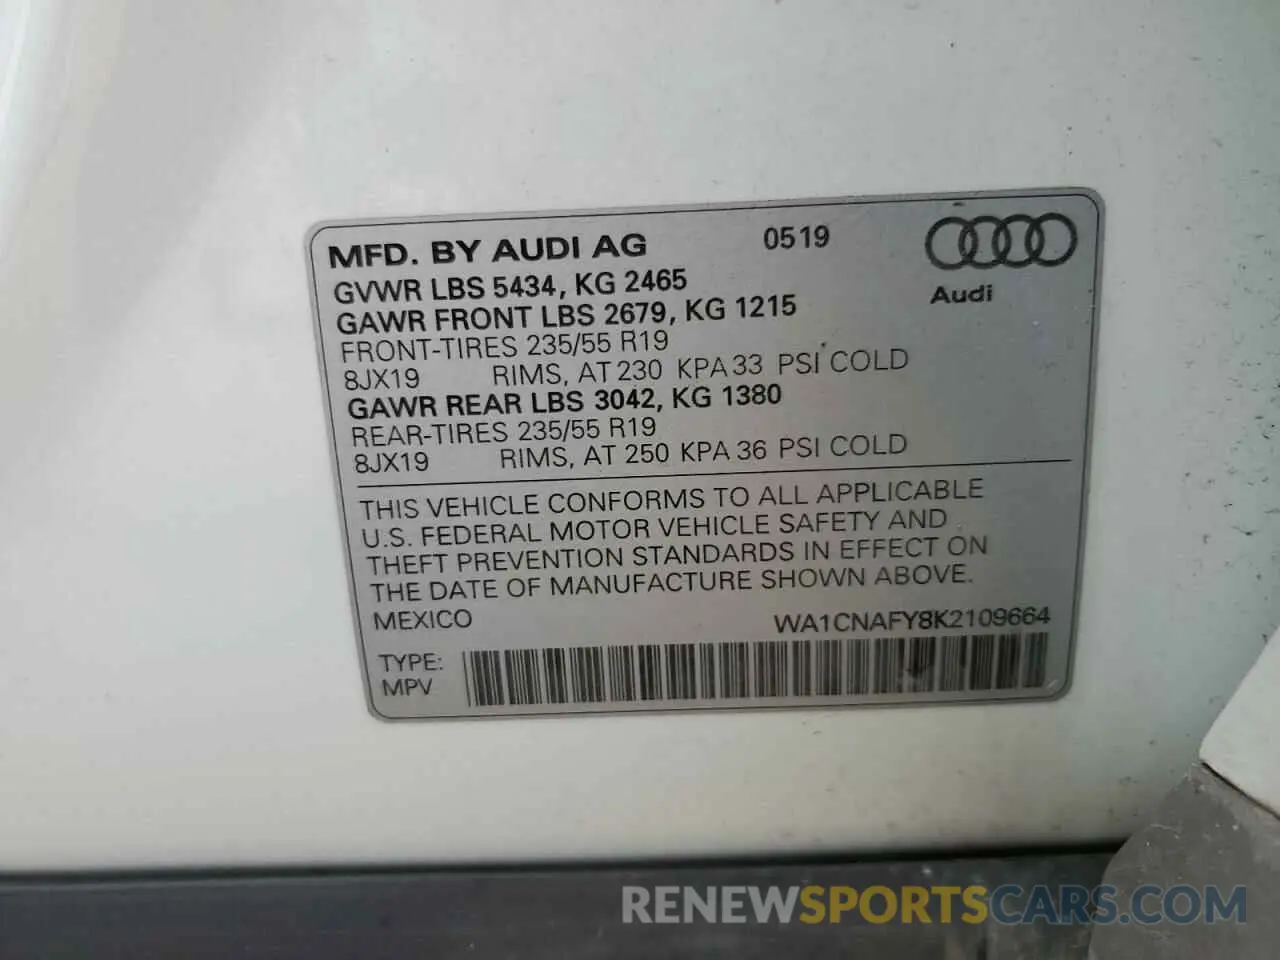 MFD. BY AUDI AG 0519
GVWR LBS 5434, KG 2465
GAWR FRONT LBS 2679, KG 1215
Audi
FRONT-TIRES 235/55 R19
8JX19 RIMS, AT 230 KPA 33 PSI COLD
GAWR REAR LBS 3042, KG 1380
REAR-TIRES 235/55 R19
8JX19 RIMS, AT 250 KPA 36 PSI COLD
THIS VEHICLE CONFORMS TO ALL APPLICABLE
U.S. FEDERAL MOTOR VEHICLE SAFETY AND
THEFT PREVENTION STANDARDS IN EFFECT ON
THE DATE OF MANUFACTURE SHOWN ABOVE.
MEXICO WA1CNAFY8K2109664
TYPE:
MPV
RENEWSPORTSCARS.COM